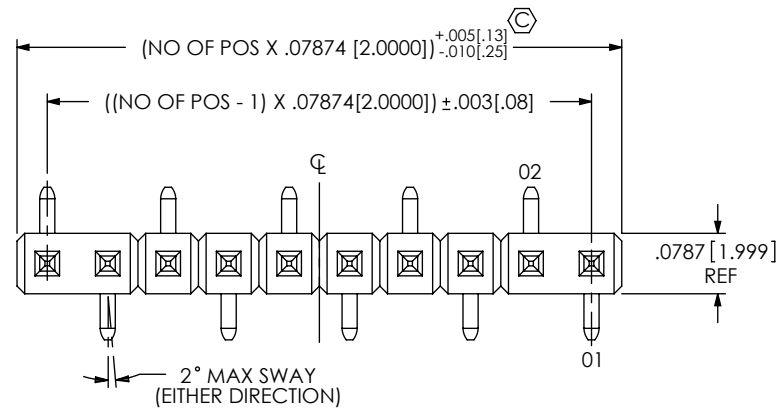 C
(NO OF POS X .07874 [2.0000]) +.005[.13] -.010[.25]
((NO OF POS - 1) X .07874[2.0000]) ±.003[.08]
℄
02
.0787 [1.999]
REF
01
2° MAX SWAY
(EITHER DIRECTION)